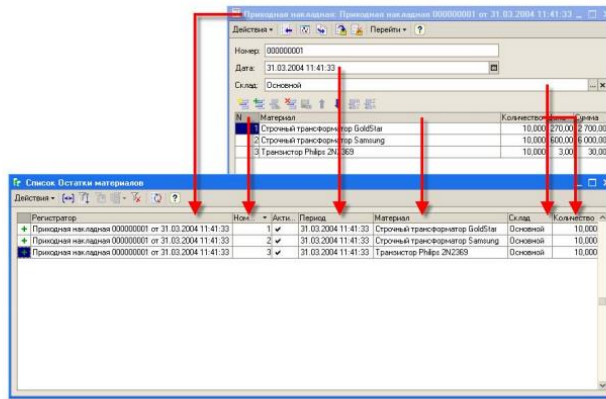 Приходная накладная: Приходная накладная 000000001 от 31.03.2004 11:41:33
Действия Перейти ?
Номер: 000000001
Дата: 31.03.2004 11:41:33
Склад: Основной ... x
N Материал Количество Цена Сумма
1 Строчный трансформатор GoldStar 10,000 270,00 2 700,00
2 Строчный трансформатор Samsung 10,000 600,00 6 000,00
3 Транзистор Philips 2N2369 10,000 3,00 30,00
Список Остатки материалов
Действия ?
Регистратор Ном... Акти... Период Материал Склад Количество
Приходная накладная 000000001 от 31.03.2004 11:41:33 1 31.03.2004 11:41:33 Строчный трансформатор GoldStar Основной 10,000
Приходная накладная 000000001 от 31.03.2004 11:41:33 2 31.03.2004 11:41:33 Строчный трансформатор Samsung Основной 10,000
Приходная накладная 000000001 от 31.03.2004 11:41:33 3 31.03.2004 11:41:33 Транзистор Philips 2N2369 Основной 10,000